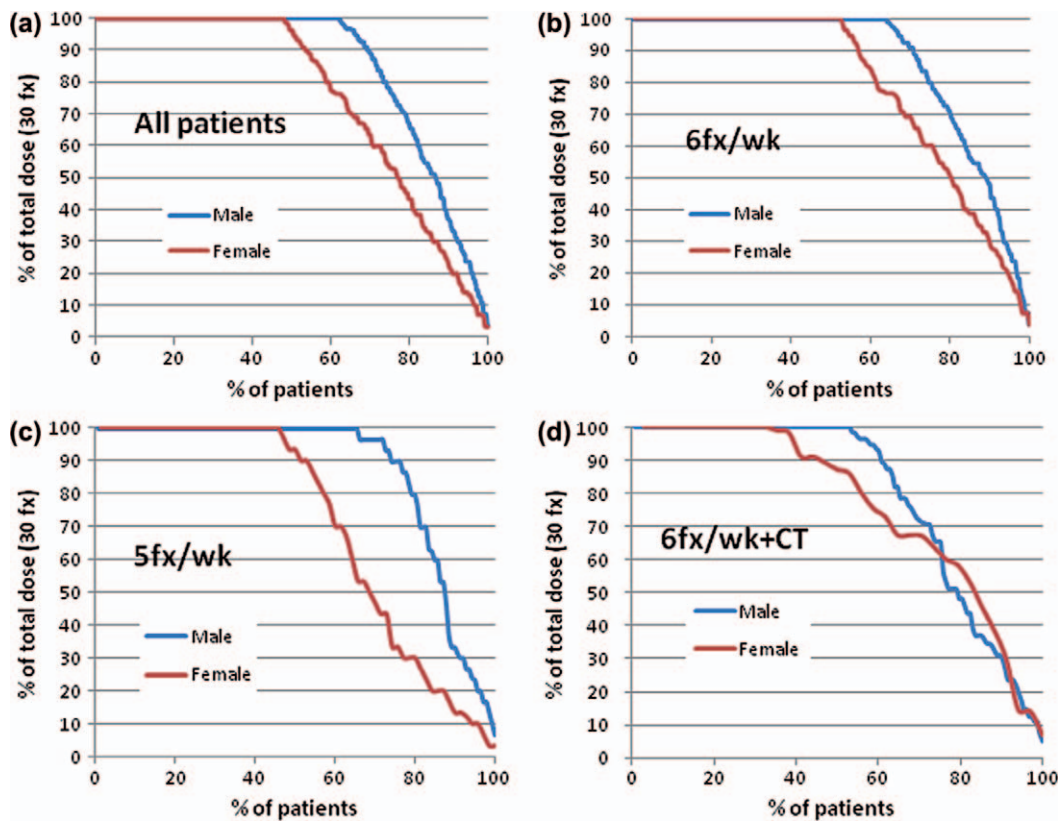 (a)
% of total dose (30 fx)
100
90
80
70
60
50
40
30
20
10
0
All patients
Male
Female
0 20 40 60 80 100
% of patients
(b)
% of total dose (30 fx)
100
90
80
70
60
50
40
30
20
10
0
6fx/wk
Male
Female
0 20 40 60 80 100
% of patients
(c)
% of total dose (30 fx)
100
90
80
70
60
50
40
30
20
10
0
5fx/wk
Male
Female
0 20 40 60 80 100
% of patients
(d)
% of total dose (30 fx)
100
90
80
70
60
50
40
30
20
10
0
6fx/wk+CT
Male
Female
0 20 40 60 80 100
% of patients